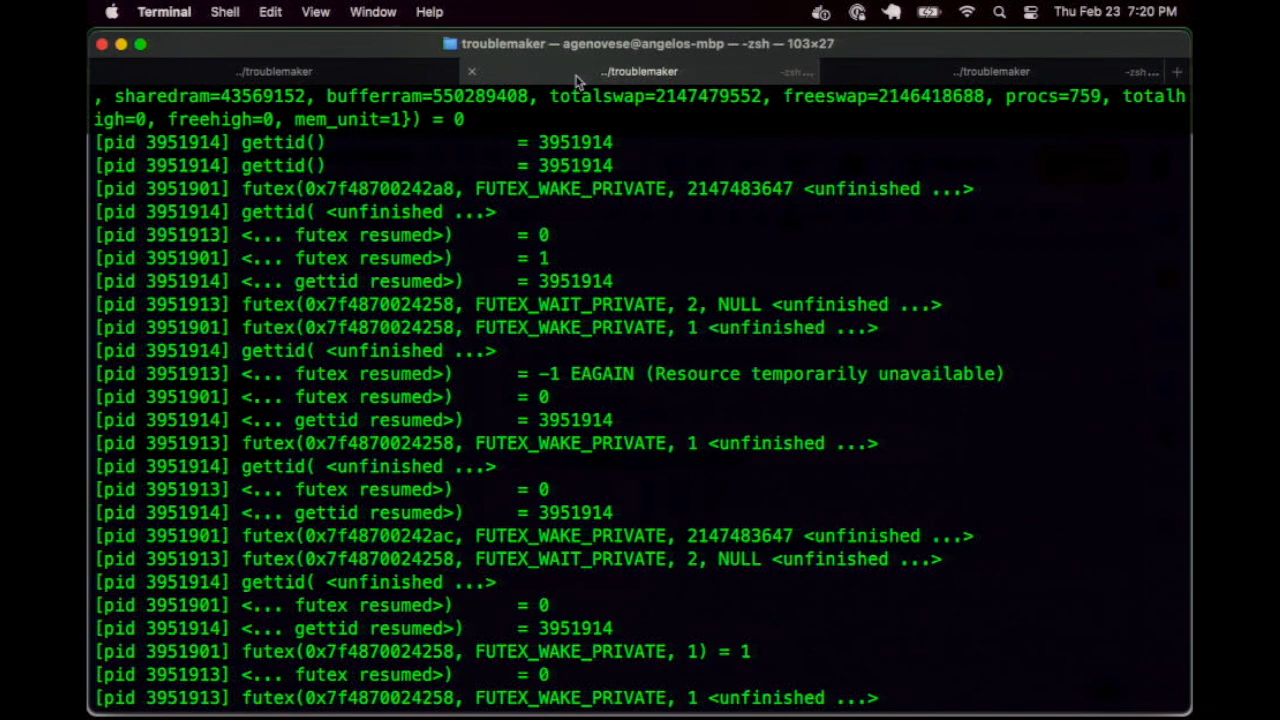 Terminal Shell Edit View Window Help Thu Feb 23 7:20 PM
troublemaker — agenovese@angelos-mbp — -zsh — 103×27
../troublemaker ../troublemaker -zsh... ../troublemaker -zsh...
, sharedram=43569152, bufferram=550289408, totalswap=2147479552, freeswap=2146418688, procs=759, totalh
igh=0, freehigh=0, mem_unit=1}) = 0
[pid 3951914] gettid() = 3951914
[pid 3951914] gettid() = 3951914
[pid 3951901] futex(0x7f48700242a8, FUTEX_WAKE_PRIVATE, 2147483647 <unfinished ...>
[pid 3951914] gettid( <unfinished ...>
[pid 3951913] <... futex resumed>) = 0
[pid 3951901] <... futex resumed>) = 1
[pid 3951914] <... gettid resumed>) = 3951914
[pid 3951913] futex(0x7f4870024258, FUTEX_WAIT_PRIVATE, 2, NULL <unfinished ...>
[pid 3951901] futex(0x7f4870024258, FUTEX_WAKE_PRIVATE, 1 <unfinished ...>
[pid 3951914] gettid( <unfinished ...>
[pid 3951913] <... futex resumed>) = -1 EAGAIN (Resource temporarily unavailable)
[pid 3951901] <... futex resumed>) = 0
[pid 3951914] <... gettid resumed>) = 3951914
[pid 3951913] futex(0x7f4870024258, FUTEX_WAKE_PRIVATE, 1 <unfinished ...>
[pid 3951914] gettid( <unfinished ...>
[pid 3951913] <... futex resumed>) = 0
[pid 3951914] <... gettid resumed>) = 3951914
[pid 3951901] futex(0x7f48700242ac, FUTEX_WAKE_PRIVATE, 2147483647 <unfinished ...>
[pid 3951913] futex(0x7f4870024258, FUTEX_WAIT_PRIVATE, 2, NULL <unfinished ...>
[pid 3951914] gettid( <unfinished ...>
[pid 3951901] <... futex resumed>) = 0
[pid 3951914] <... gettid resumed>) = 3951914
[pid 3951901] futex(0x7f4870024258, FUTEX_WAKE_PRIVATE, 1) = 1
[pid 3951913] <... futex resumed>) = 0
[pid 3951913] futex(0x7f4870024258, FUTEX_WAKE_PRIVATE, 1 <unfinished ...>